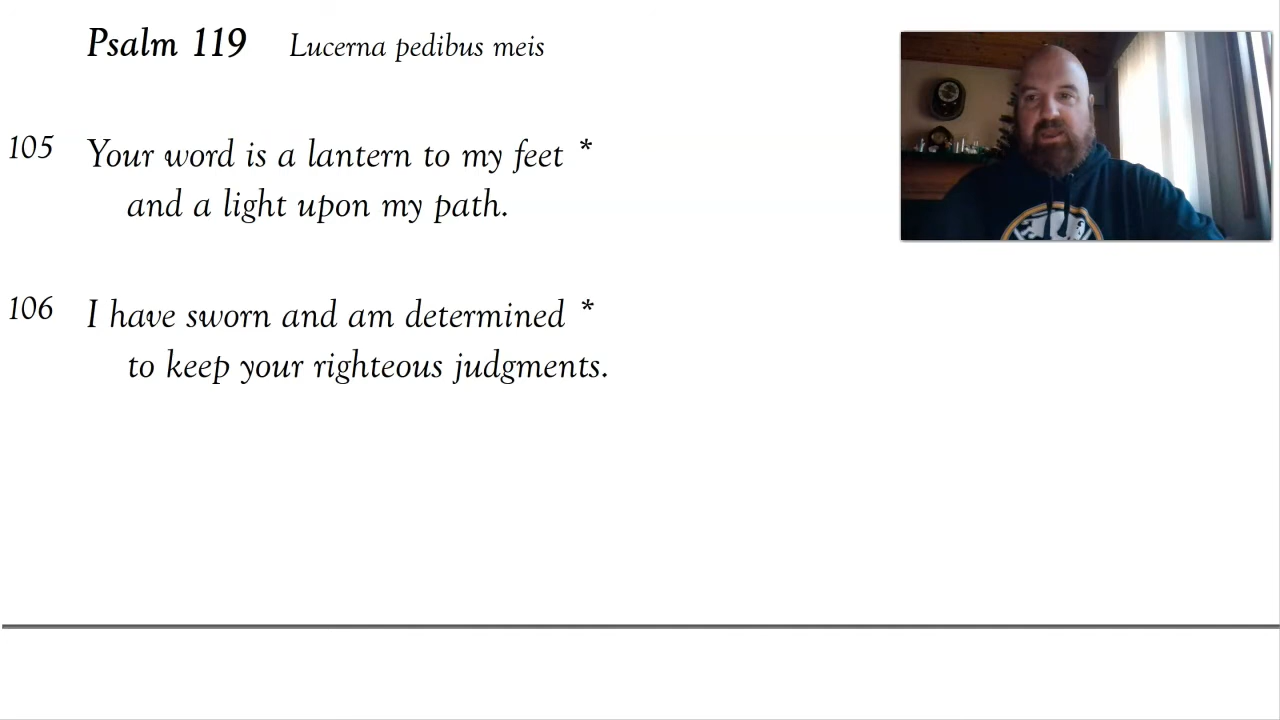 Psalm 119 Lucerna pedibus meis
105 Your word is a lantern to my feet *
and a light upon my path.
106 I have sworn and am determined *
to keep your righteous judgments.